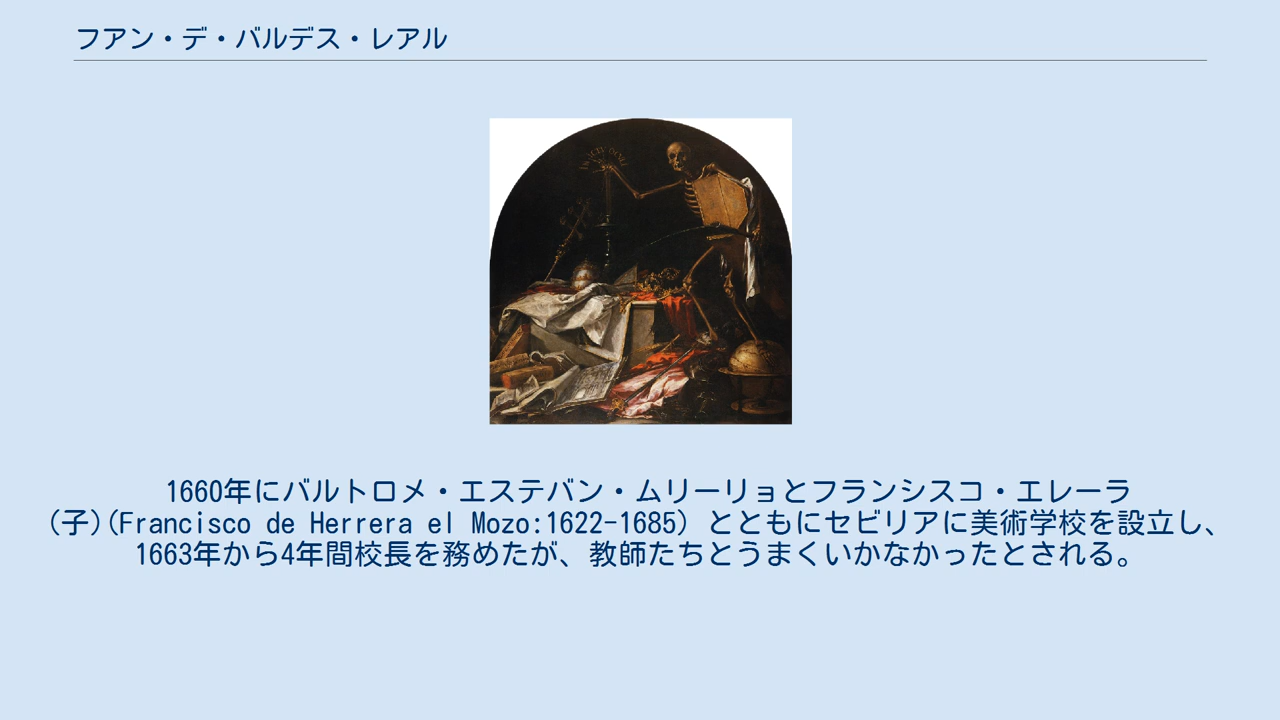 フアン・デ・バルデス・レアル
1660年にバルトロメ・エステバン・ムリーリョとフランシスコ・エレーラ
(子)(Francisco de Herrera el Mozo:1622-1685) とともにセビリアに美術学校を設立し、
1663年から4年間校長を務めたが、教師たちとうまくいかなかったとされる。